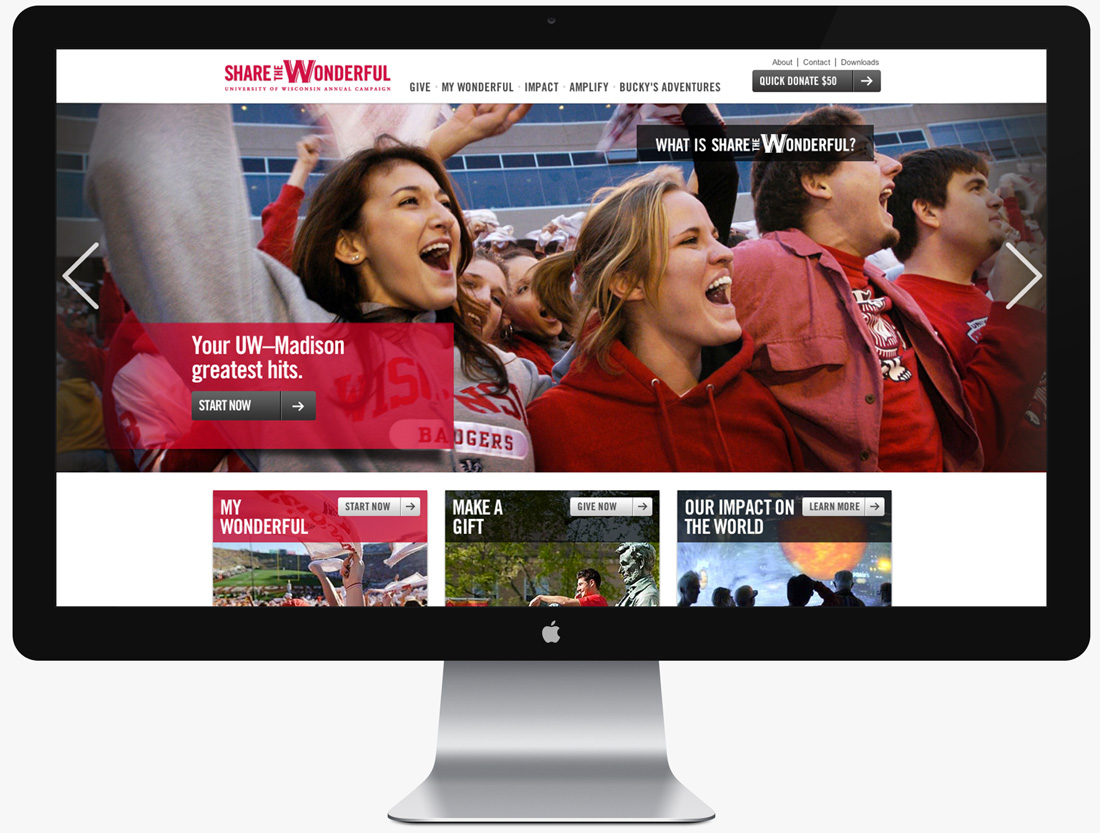 About | Contact | Downloads
SHARE THE WONDERFUL
UNIVERSITY OF WISCONSIN ANNUAL CAMPAIGN
GIVE · MY WONDERFUL · IMPACT · AMPLIFY · BUCKY'S ADVENTURES
QUICK DONATE $50 →
WHAT IS SHARE THE WONDERFUL?
Your UW–Madison
greatest hits.
START NOW →
WISCONSIN
BADGERS
MY
WONDERFUL
START NOW →
MAKE A
GIFT
GIVE NOW →
OUR IMPACT ON
THE WORLD
LEARN MORE →